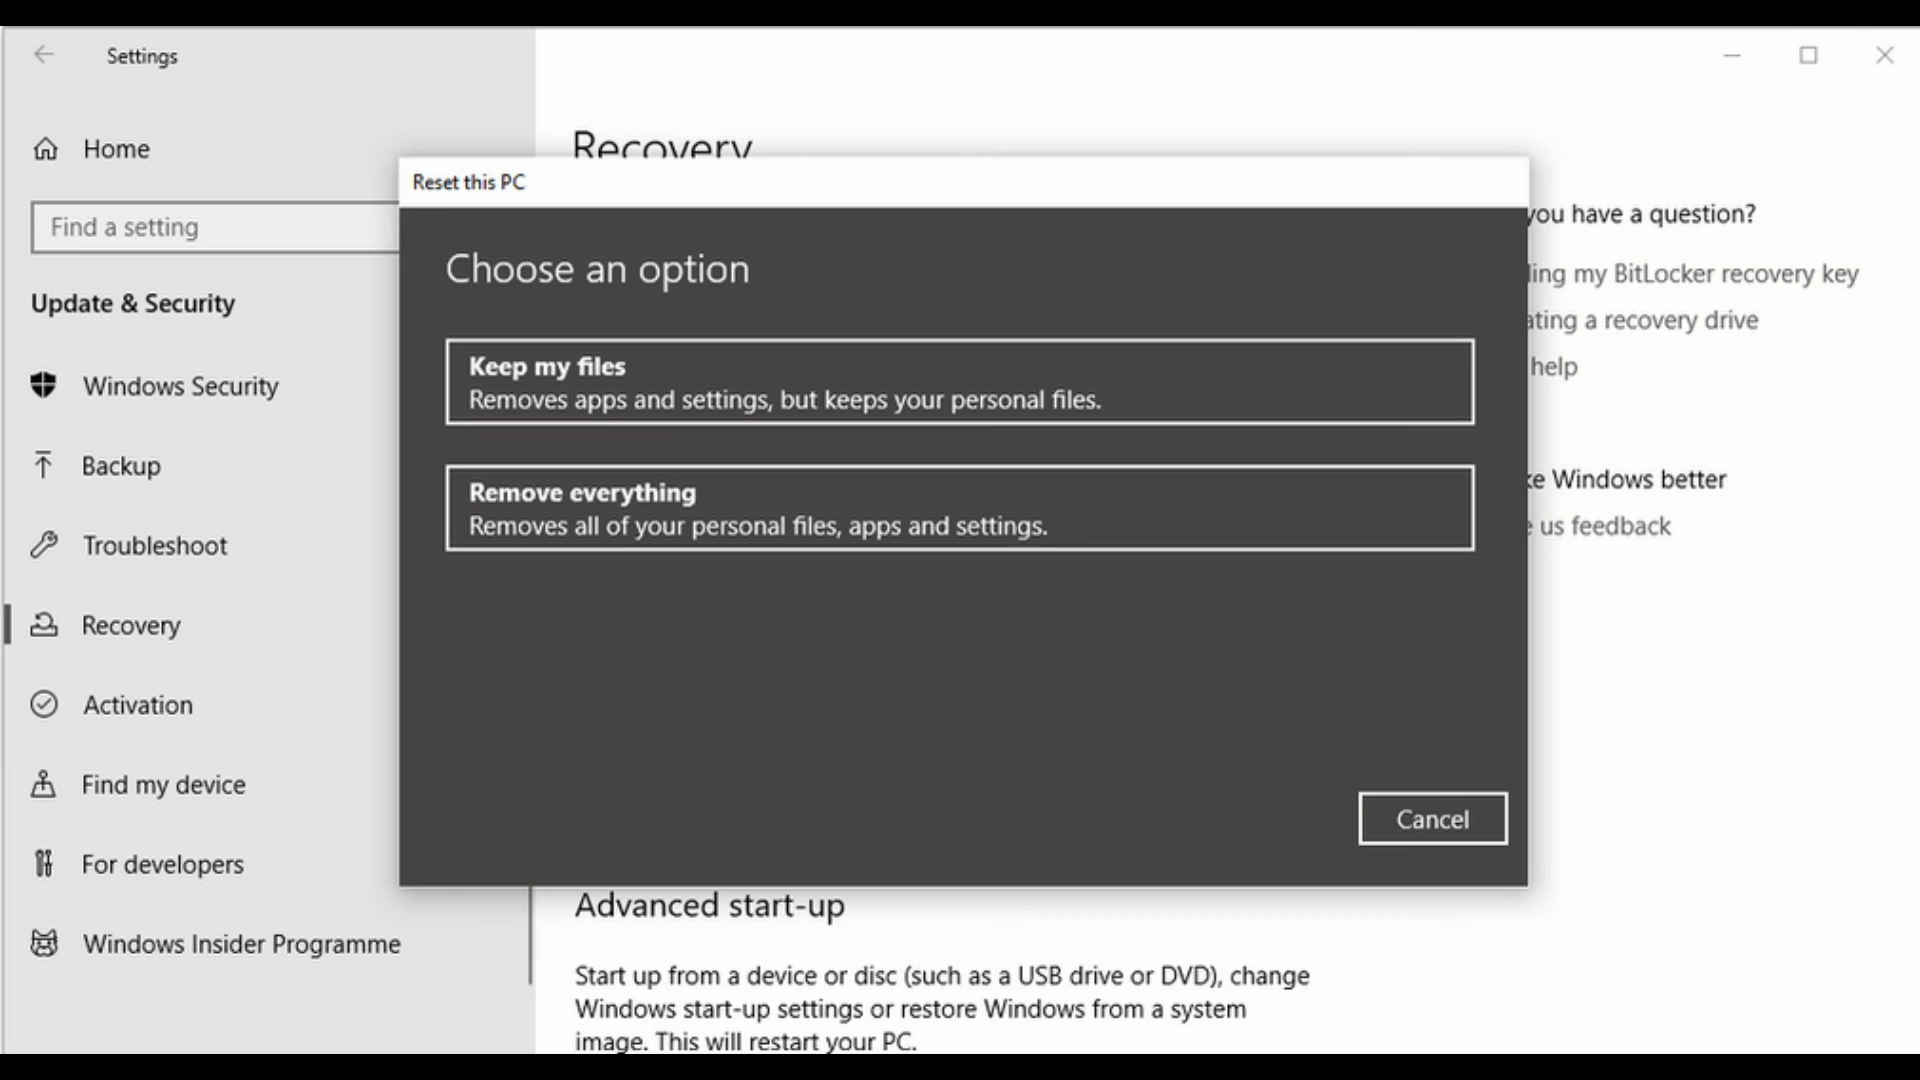 Settings
Home
Find a setting
Update & Security
Windows Security
Backup
Troubleshoot
Recovery
Activation
Find my device
For developers
Windows Insider Programme
Recovery
Reset this PC
Choose an option
Keep my files
Removes apps and settings, but keeps your personal files.
Remove everything
Removes all of your personal files, apps and settings.
Cancel
you have a question?
my BitLocker recovery key
a recovery drive
help
Windows better
us feedback
Advanced start-up
Start up from a device or disc (such as a USB drive or DVD), change
Windows start-up settings or restore Windows from a system
image. This will restart your PC.